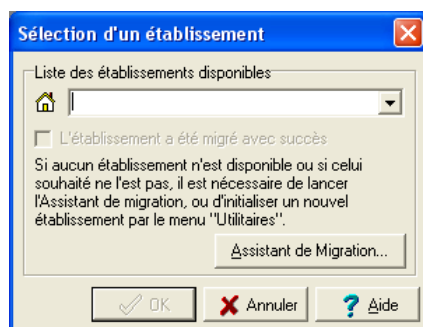 Sélection d'un établissement
Liste des établissements disponibles
L'établissement a été migré avec succès
Si aucun établissement n'est disponible ou si celui
souhaité ne l'est pas, il est nécessaire de lancer
l'Assistant de migration, ou d'initialiser un nouvel
établissement par le menu "Utilitaires".
Assistant de Migration...
OK Annuler Aide